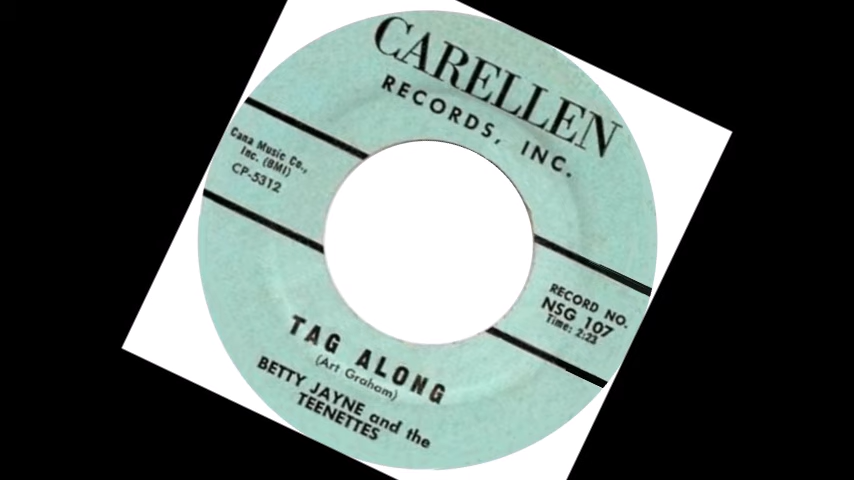 CARELLEN
RECORDS, INC.
Cana Music Co.,
Inc. (BMI)
CP-5312
RECORD NO.
NSG 107
Time: 2:23
TAG ALONG
(Art Graham)
BETTY JAYNE and the
TEENETTES